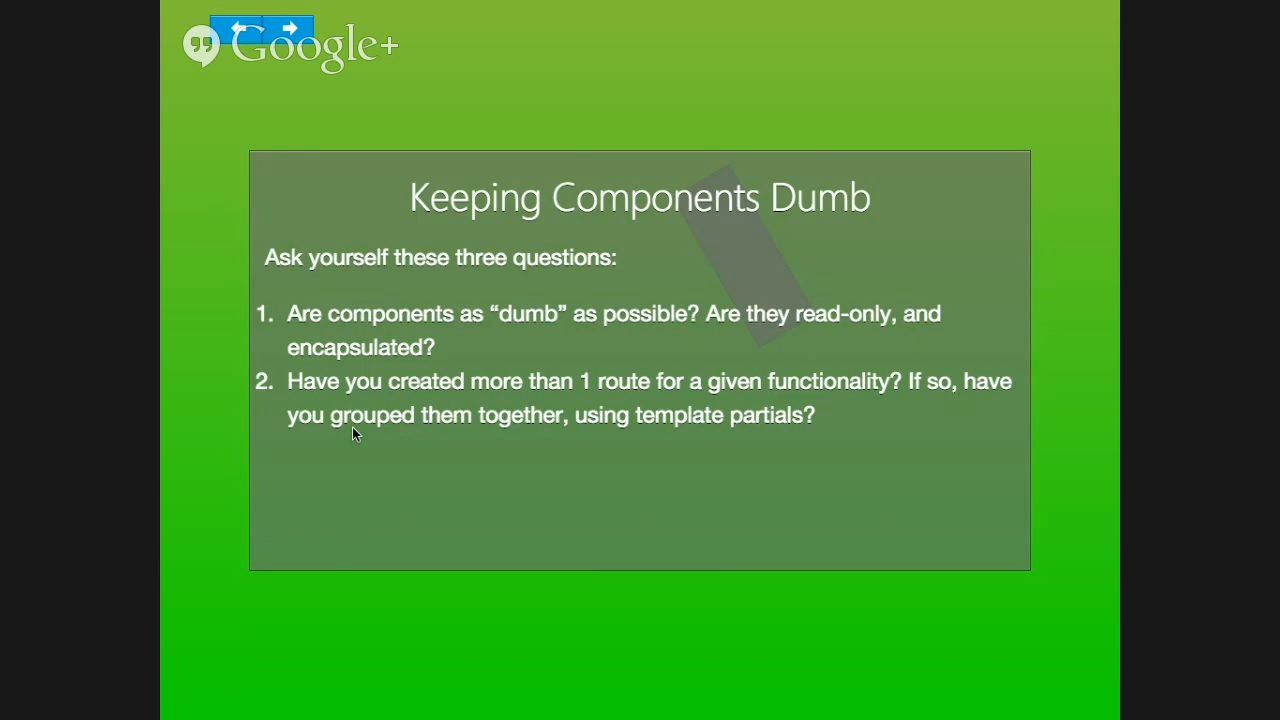 Google+
Keeping Components Dumb
Ask yourself these three questions:
1. Are components as “dumb” as possible? Are they read-only, and
encapsulated?
2. Have you created more than 1 route for a given functionality? If so, have
you grouped them together, using template partials?